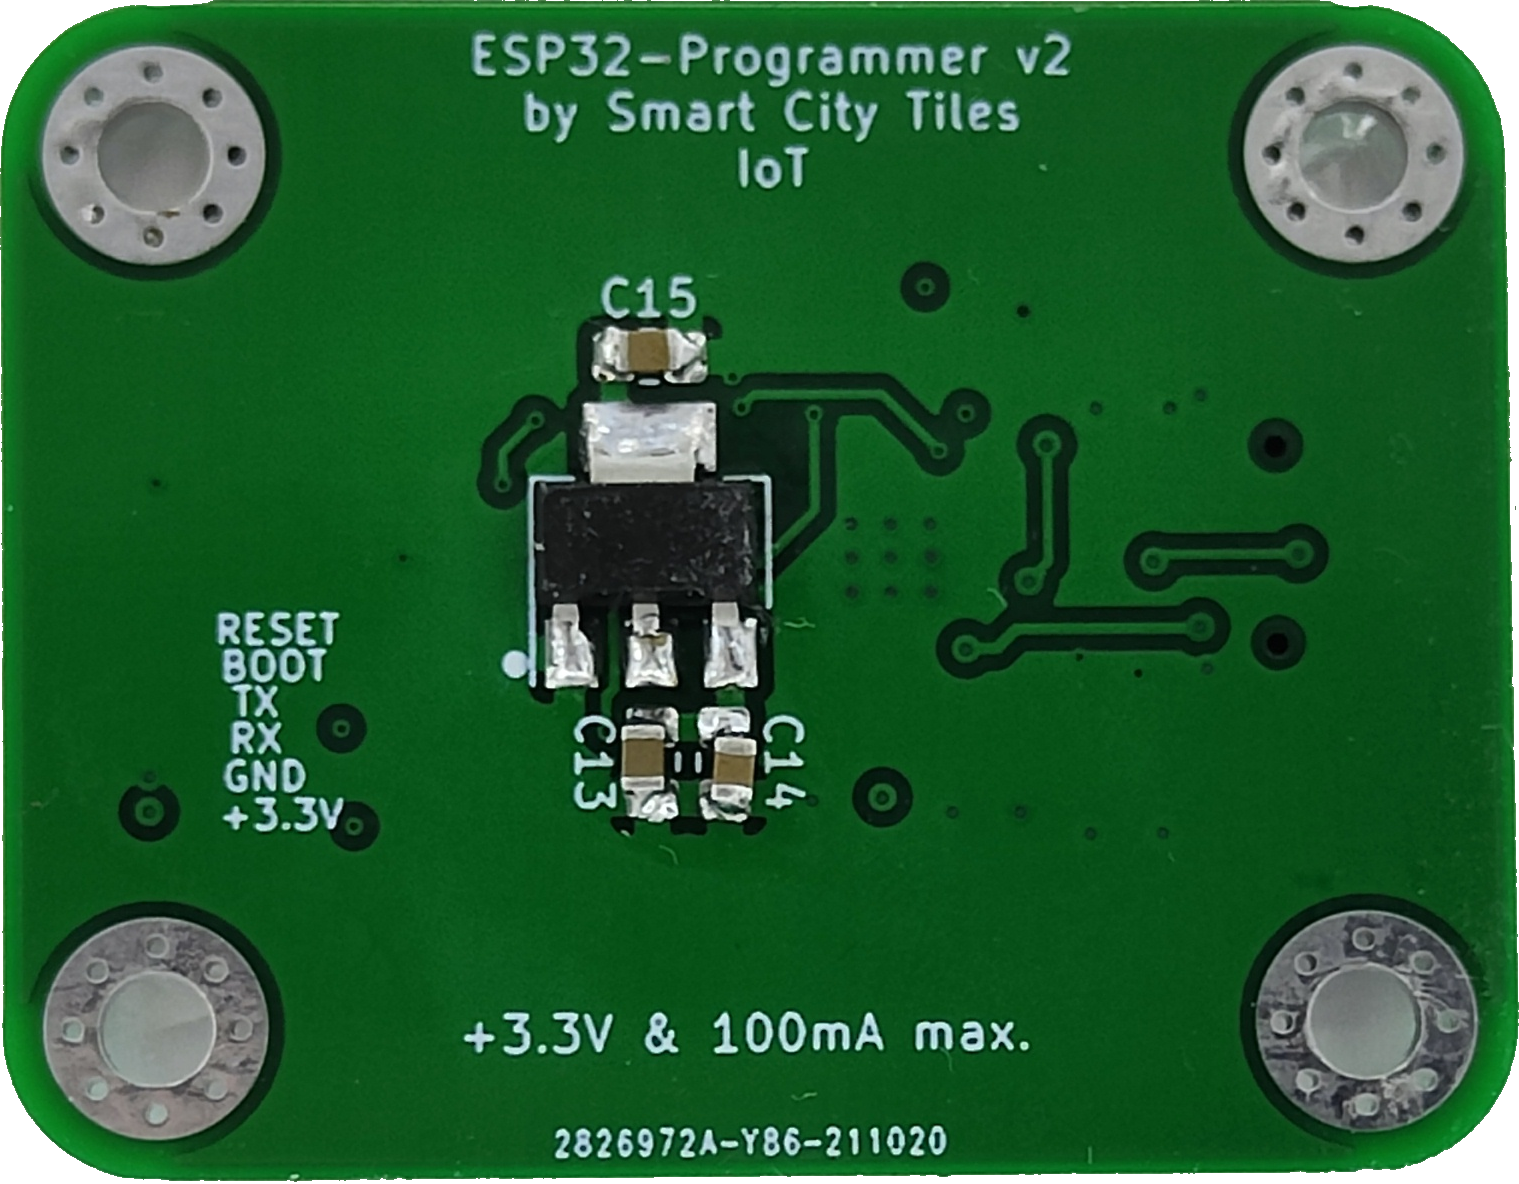 ESP32-Programmer v2
by Smart City Tiles
IoT
C15
RESET
BOOT
TX
RX
GND
+3.3V
C13
C14
+3.3V & 100mA max.
2826972A-Y86-211020